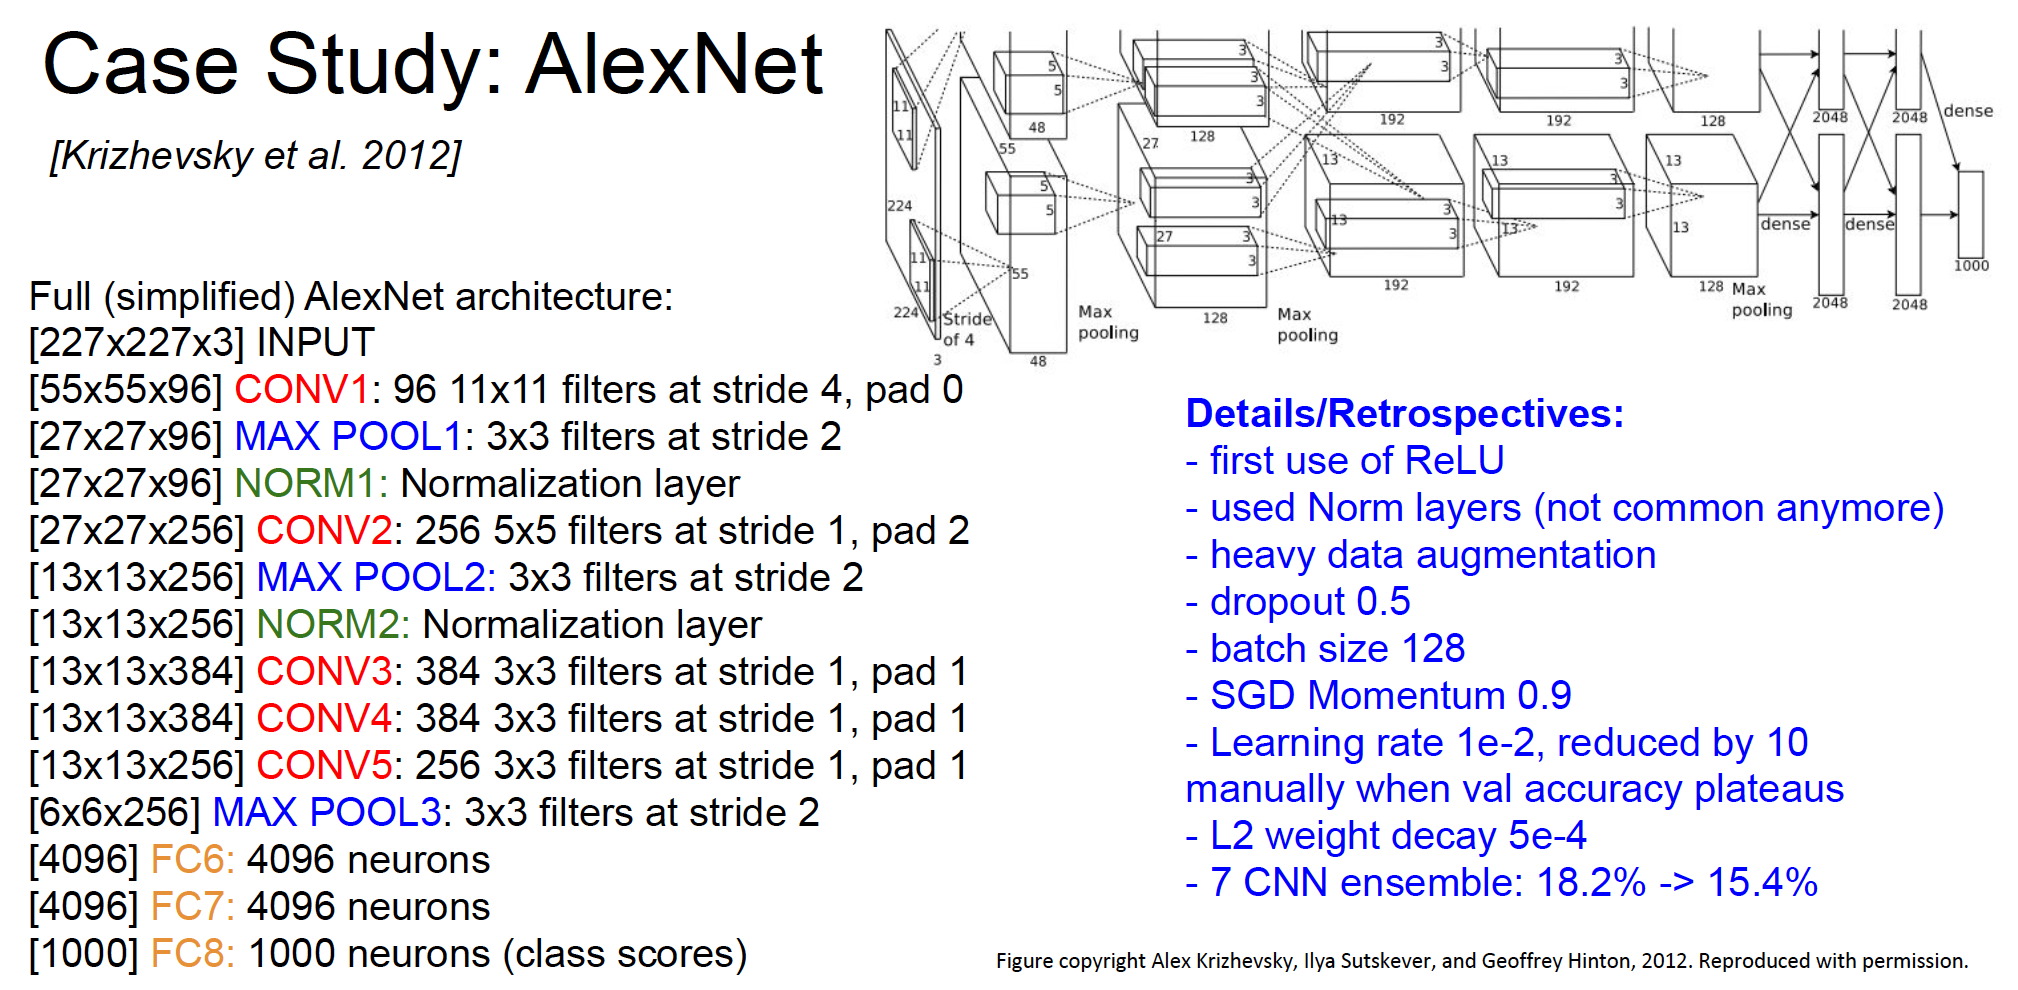 Case Study: AlexNet
[Krizhevsky et al. 2012]
Full (simplified) AlexNet architecture:
[227x227x3] INPUT
[55x55x96] CONV1: 96 11x11 filters at stride 4, pad 0
[27x27x96] MAX POOL1: 3x3 filters at stride 2
[27x27x96] NORM1: Normalization layer
[27x27x256] CONV2: 256 5x5 filters at stride 1, pad 2
[13x13x256] MAX POOL2: 3x3 filters at stride 2
[13x13x256] NORM2: Normalization layer
[13x13x384] CONV3: 384 3x3 filters at stride 1, pad 1
[13x13x384] CONV4: 384 3x3 filters at stride 1, pad 1
[13x13x256] CONV5: 256 3x3 filters at stride 1, pad 1
[6x6x256] MAX POOL3: 3x3 filters at stride 2
[4096] FC6: 4096 neurons
[4096] FC7: 4096 neurons
[1000] FC8: 1000 neurons (class scores)
11
11
5
5
48
3
3
3
3
128
3
3
192
3
3
192
128
2048
2048
dense
224
11
11
224
3
Stride
of 4
55
5
5
55
48
Max
pooling
27
3
3
27
3
3
128
Max
pooling
13
3
3
13
192
13
3
3
13
192
13
13
128
Max
pooling
dense
dense
2048
2048
1000
Details/Retrospectives:
- first use of ReLU
- used Norm layers (not common anymore)
- heavy data augmentation
- dropout 0.5
- batch size 128
- SGD Momentum 0.9
- Learning rate 1e-2, reduced by 10
manually when val accuracy plateaus
- L2 weight decay 5e-4
- 7 CNN ensemble: 18.2% -> 15.4%
Figure copyright Alex Krizhevsky, Ilya Sutskever, and Geoffrey Hinton, 2012. Reproduced with permission.